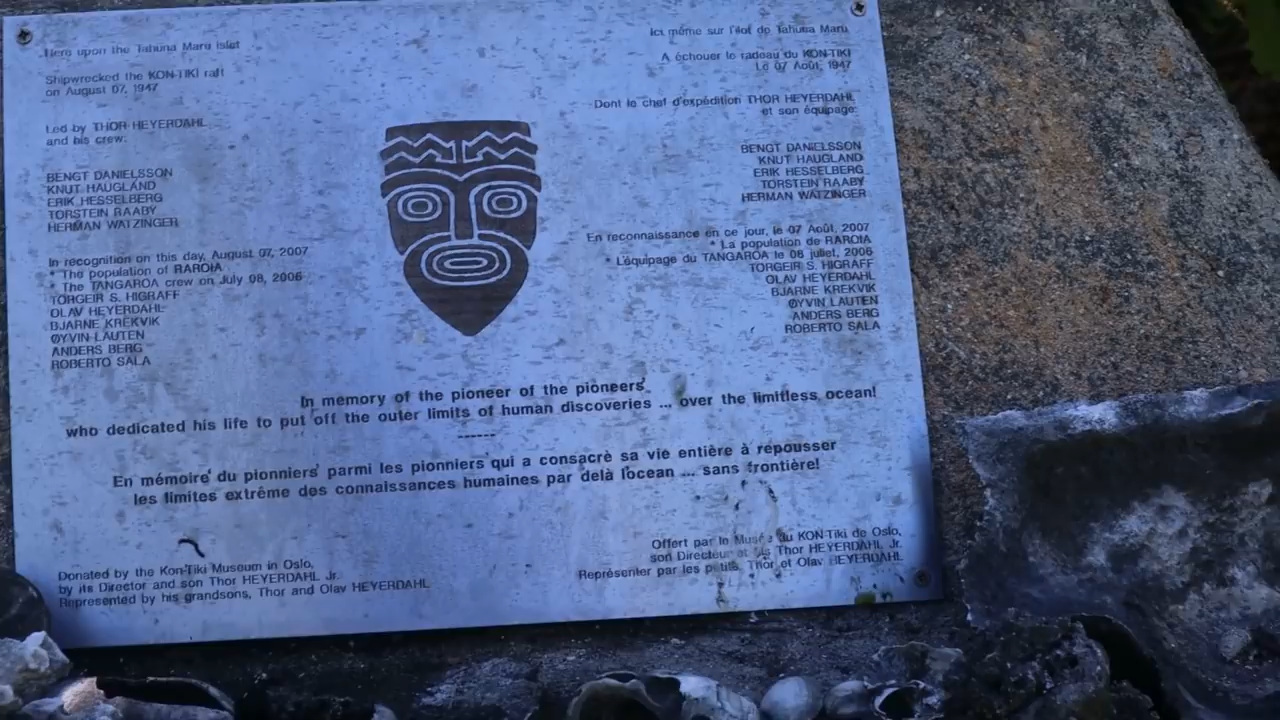 Here upon the Tahuna Maru islet
Shipwrecked the KON-TIKI raft
on August 07, 1947
Led by THOR HEYERDAHL
and his crew:
BENGT DANIELSSON
KNUT HAUGLAND
ERIK HESSELBERG
TORSTEIN RAABY
HERMAN WATZINGER
In recognition on this day, August 07, 2007
* The population of RAROIA
* The TANGAROA crew on July 08, 2006
TORGEIR S. HIGRAFF
OLAV HEYERDAHL
BJARNE KREKVIK
ØYVIN LAUTEN
ANDERS BERG
ROBERTO SALA
Ici même sur l'ilot de Tahuna Maru
A échouer le radeau du KON-TIKI
Le 07 Août, 1947
Dont le chef d'expédition THOR HEYERDAHL
et son équipage:
BENGT DANIELSSON
KNUT HAUGLAND
ERIK HESSELBERG
TORSTEIN RAABY
HERMAN WATZINGER
En reconnaissance en ce jour, le 07 Août, 2007
* La population de RAROIA
* L'équipage du TANGAROA le 08 juillet, 2006
TORGEIR S. HIGRAFF
OLAV HEYERDAHL
BJARNE KREKVIK
ØYVIN LAUTEN
ANDERS BERG
ROBERTO SALA
In memory of the pioneer of the pioneers'
who dedicated his life to put off the outer limits of human discoveries ... over the limitless ocean!
------
En mémoire' du pionniers' parmi les pionniers qui a consacrè sa vie entière à repousser
les limites extrême des connaissances humaines par delà l'ocean ... sans frontière!
Donated by the Kon-Tiki Museum in Oslo,
by its Director and son Thor HEYERDAHL Jr.
Represented by his grandsons, Thor and Olav HEYERDAHL
Offert par le Musée du KON-Tiki de Oslo,
son Directeur et Thor HEYERDAHL Jr.
Représenter par les Thor et Olav HEYERDAHL